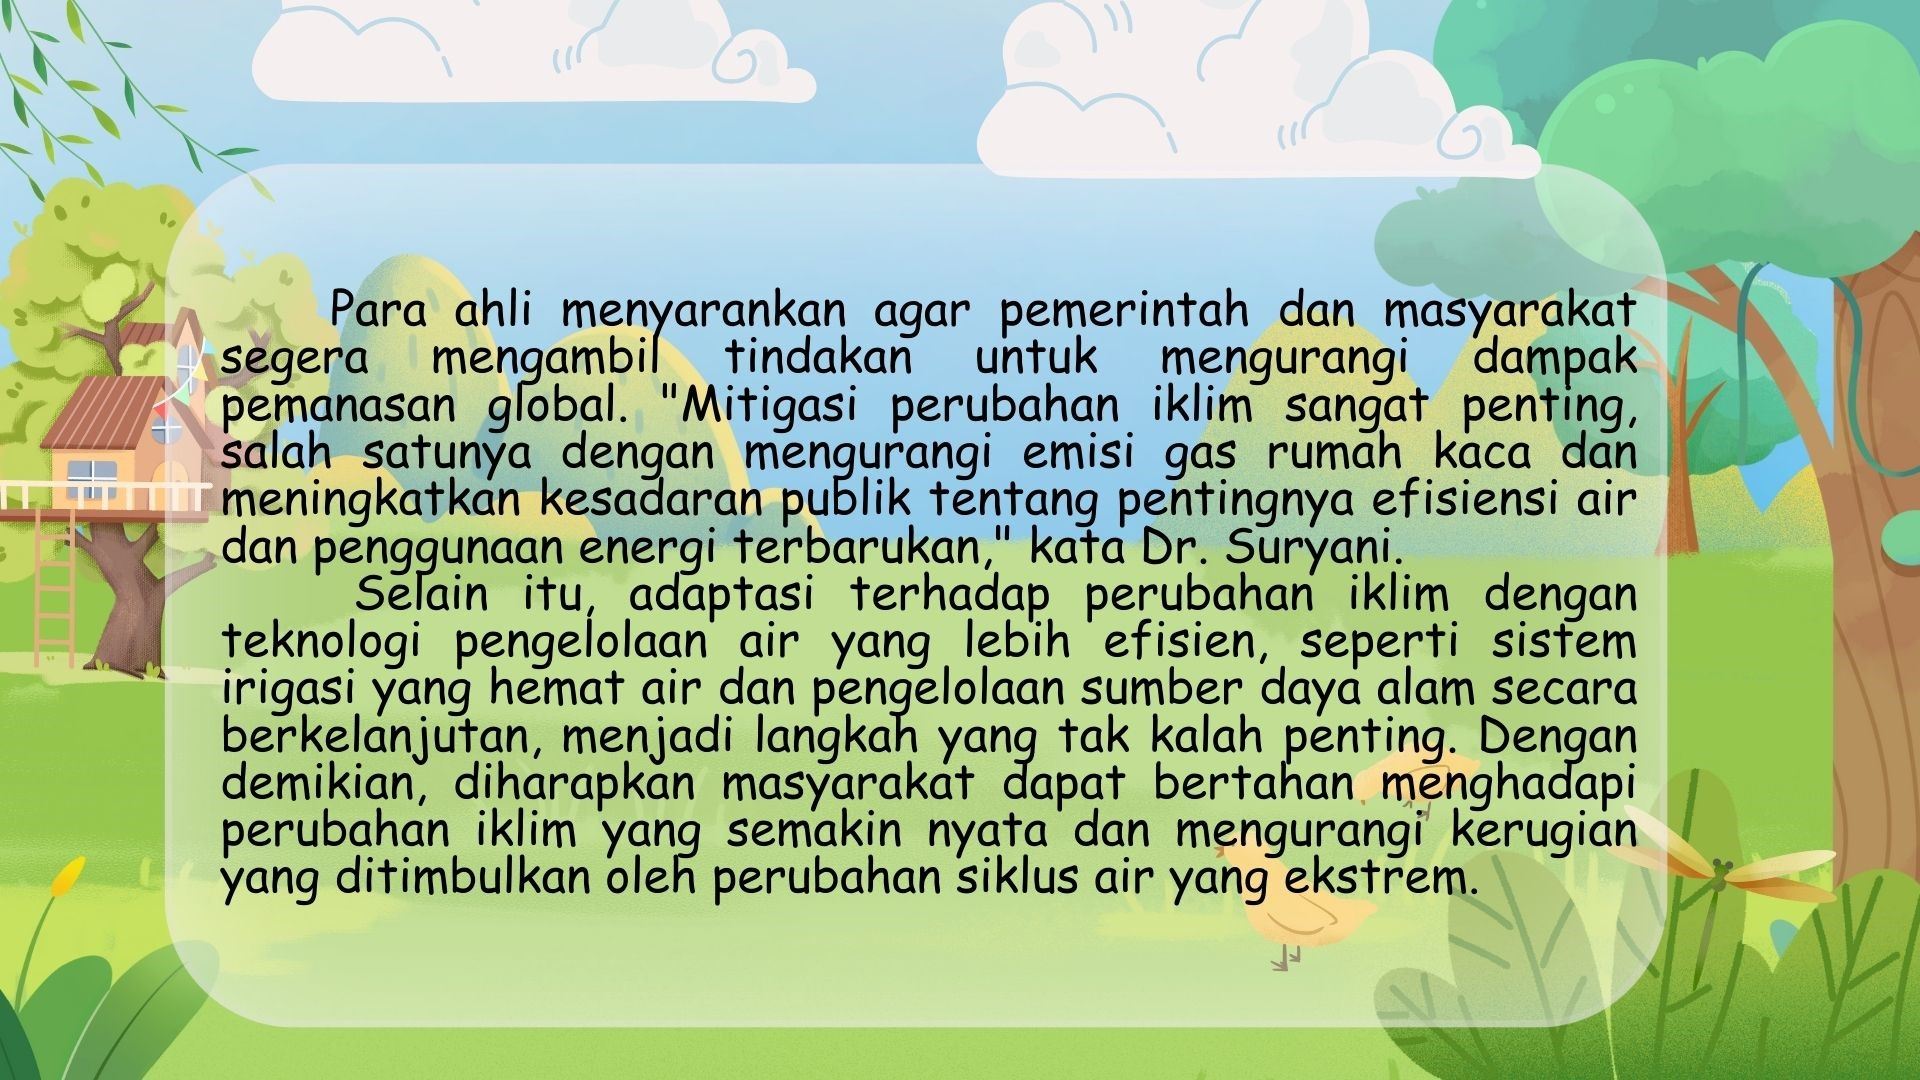 Para ahli menyarankan agar pemerintah dan masyarakat
segera mengambil tindakan untuk mengurangi dampak
pemanasan global. "Mitigasi perubahan iklim sangat penting,
salah satunya dengan mengurangi emisi gas rumah kaca dan
meningkatkan kesadaran publik tentang pentingnya efisiensi air
dan penggunaan energi terbarukan," kata Dr. Suryani.
Selain itu, adaptasi terhadap perubahan iklim dengan
teknologi pengelolaan air yang lebih efisien, seperti sistem
irigasi yang hemat air dan pengelolaan sumber daya alam secara
berkelanjutan, menjadi langkah yang tak kalah penting. Dengan
demikian, diharapkan masyarakat dapat bertahan menghadapi
perubahan iklim yang semakin nyata dan mengurangi kerugian
yang ditimbulkan oleh perubahan siklus air yang ekstrem.